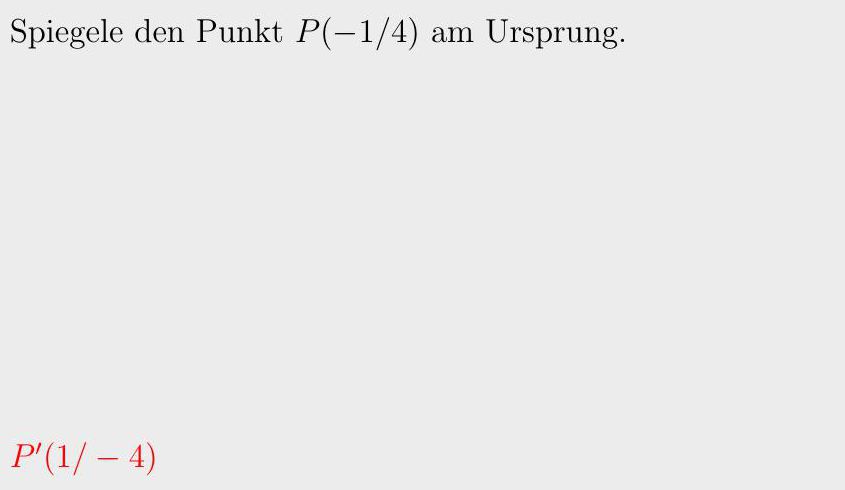 Spiegele den Punkt P(−1/4) am Ursprung.
P′(1/ − 4)